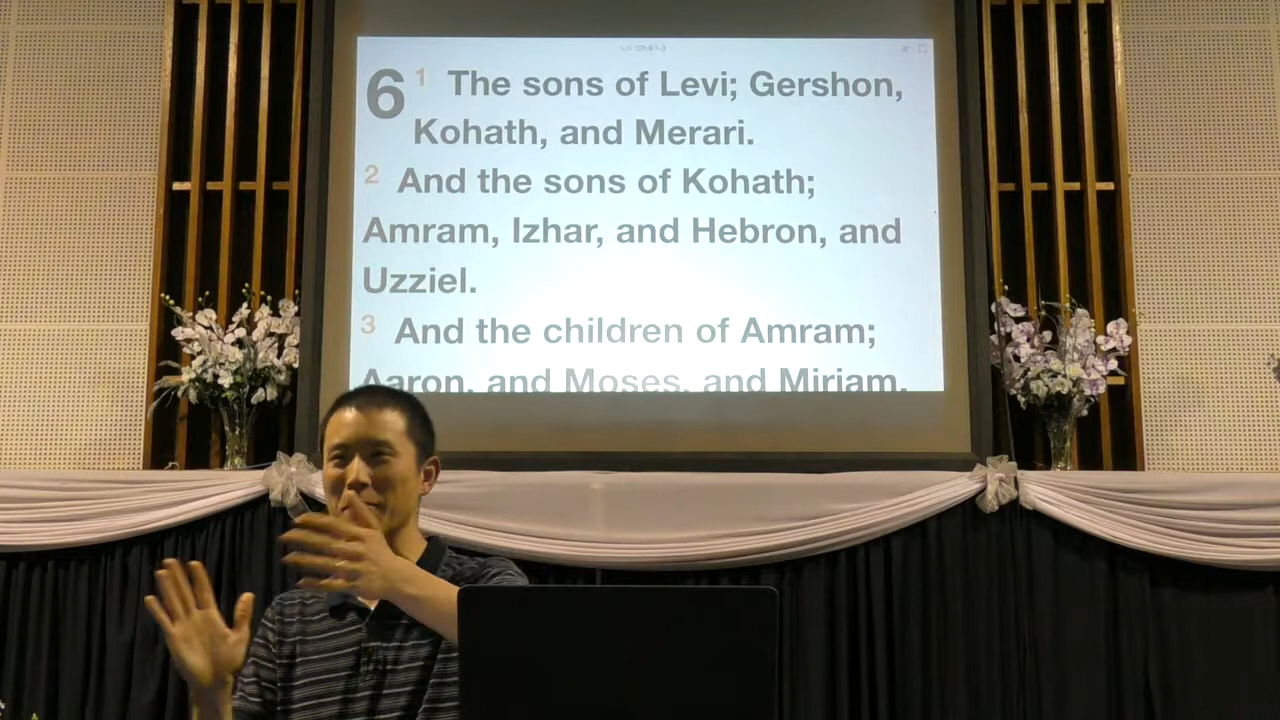 6 1 The sons of Levi; Gershon,
Kohath, and Merari.
2 And the sons of Kohath;
Amram, Izhar, and Hebron, and
Uzziel.
3 And the children of Amram;
Aaron, and Moses, and Miriam.